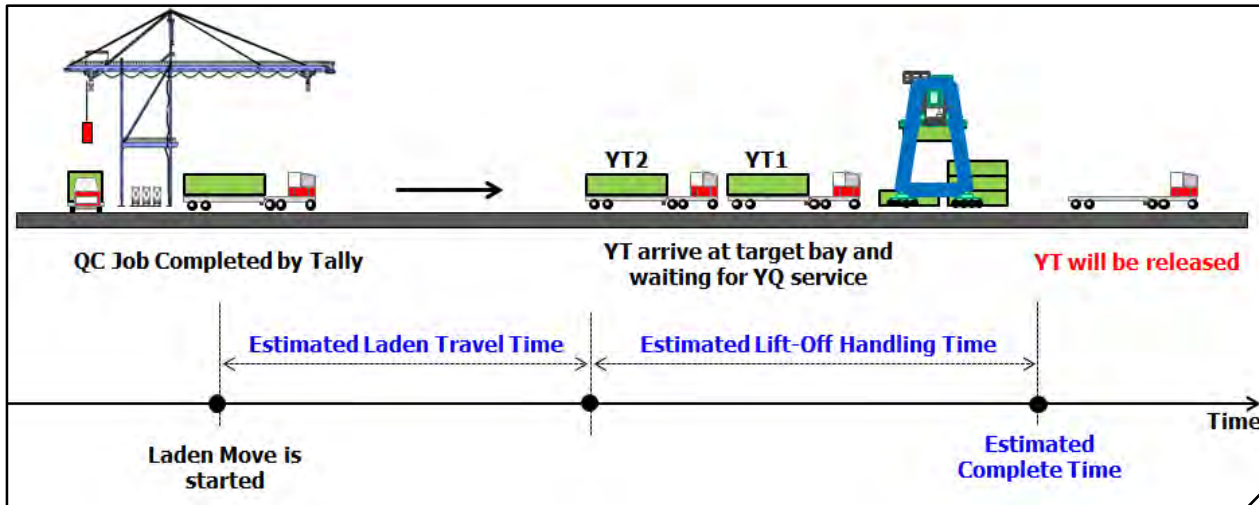 YT2
YT1
QC Job Completed by Tally
YT arrive at target bay and
waiting for YQ service
YT will be released
Estimated Laden Travel Time
Estimated Lift-Off Handling Time
Time
Laden Move is
started
Estimated
Complete Time